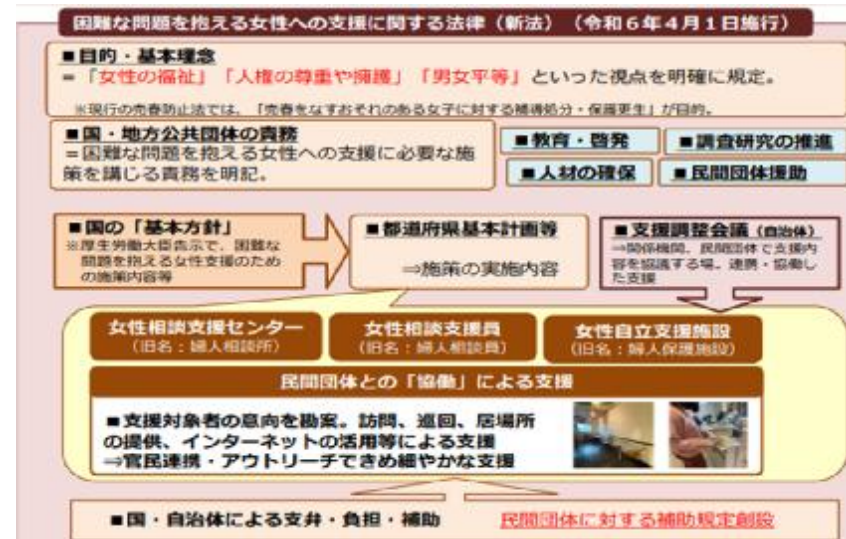 困難な問題を抱える女性への支援に関する法律（新法）（令和６年４月１日施行）
■目的・基本理念
＝「女性の福祉」「人権の尊重や擁護」「男女平等」といった視点を明確に規定。
※現行の売春防止法では、「売春をなすおそれのある女子に対する補導処分・保護更生」が目的。
■国・地方公共団体の責務
＝困難な問題を抱える女性への支援に必要な施
策を講じる責務を明記。
■教育・啓発
■調査研究の推進
■人材の確保
■民間団体援助
■国の「基本方針」
※厚生労働大臣告示で、困難な
問題を抱える女性支援のため
の施策内容等
■都道府県基本計画等
⇒施策の実施内容
■支援調整会議（自治体）
⇒関係機関、民間団体で支援内
容を協議する場。連携・協働し
た支援
女性相談支援センター
（旧名：婦人相談所）
女性相談支援員
（旧名：婦人相談員）
女性自立支援施設
（旧名：婦人保護施設）
民間団体との「協働」による支援
■支援対象者の意向を勘案。訪問、巡回、居場所
の提供、インターネットの活用等による支援
⇒官民連携・アウトリーチできめ細やかな支援
■国・自治体による支弁・負担・補助
民間団体に対する補助規定創設